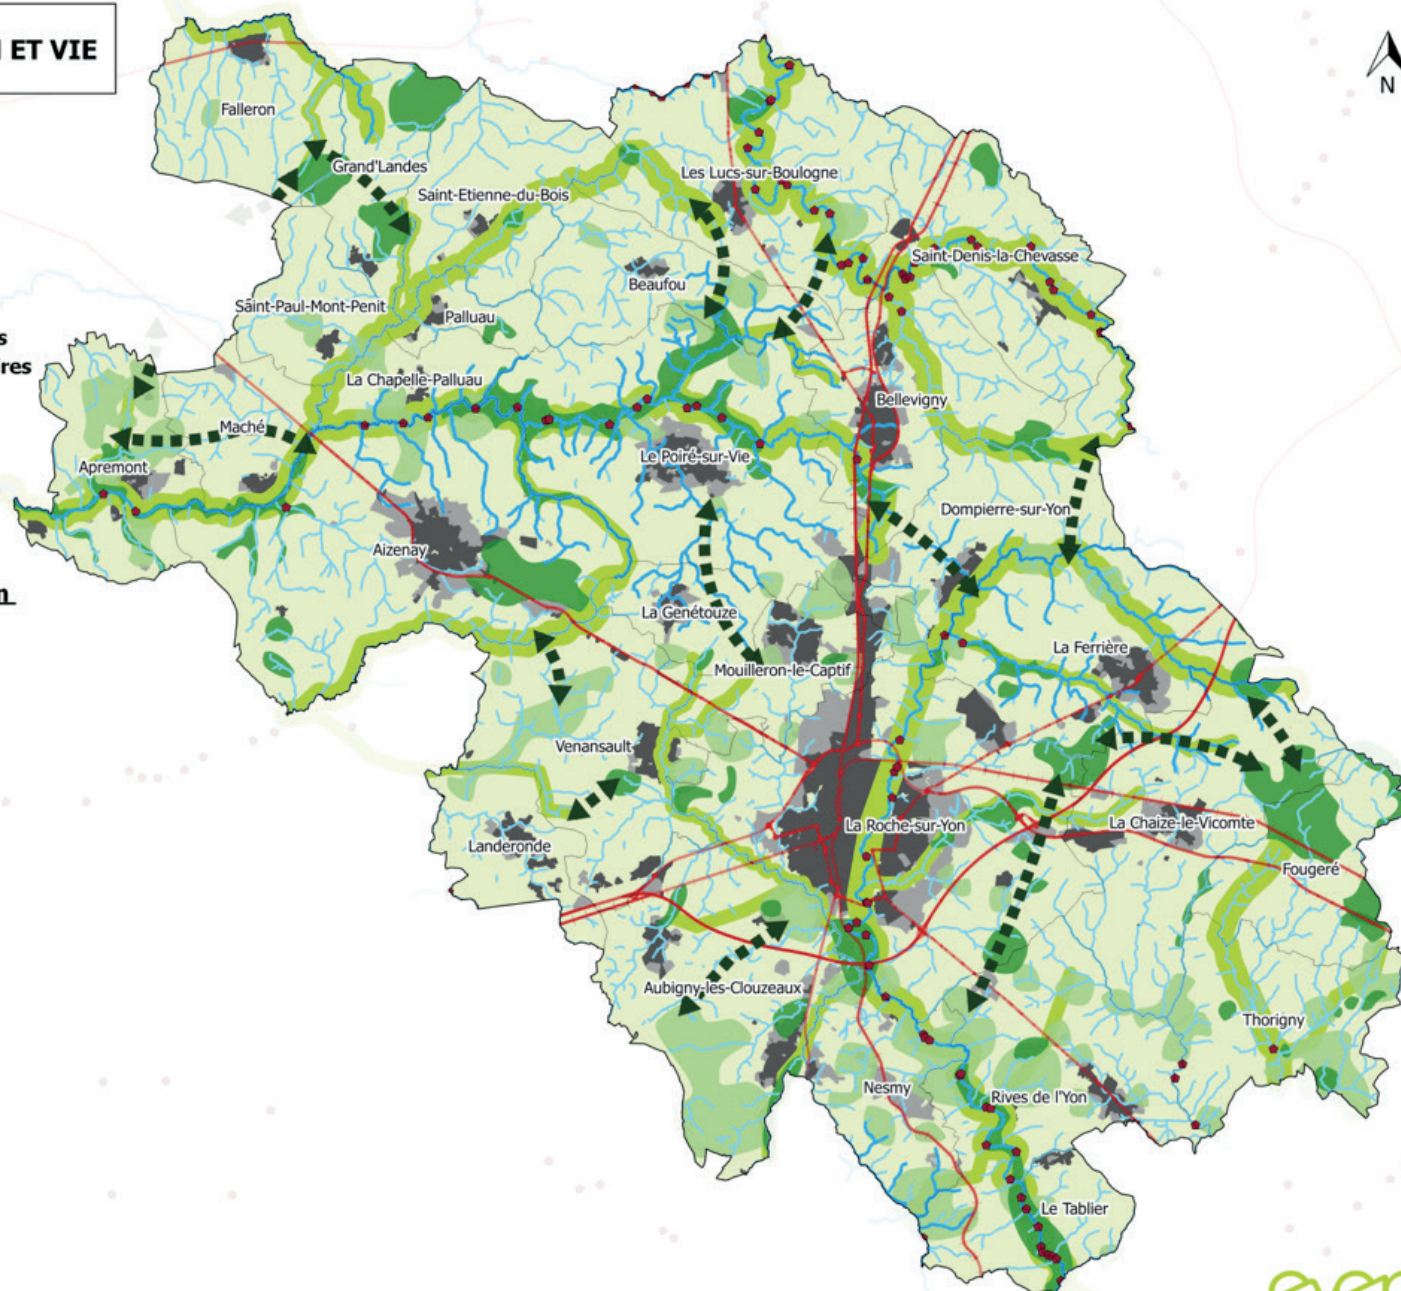 ET VIE
N
Falleron
Grand'Landes
Les Lucs-sur-Boulogne
Saint-Etienne-du-Bois
Saint-Denis-la-Chevasse
Beaufou
Saint-Paul-Mont-Penit
Palluau
s
res
La Chapelle-Palluau
Bellevigny
Maché
Le Poiré-sur-Vie
Apremont
Dompierre-sur-Yon
Aizenay
n
La Genétouze
La Ferrière
Mouilleron-le-Captif
Venansault
La Roche-sur-Yon
La Chaize-le-Vicomte
Landeronde
Fougeré
Aubigny-les-Clouzeaux
Thorigny
Nesmy
Rives de l'Yon
Le Tablier